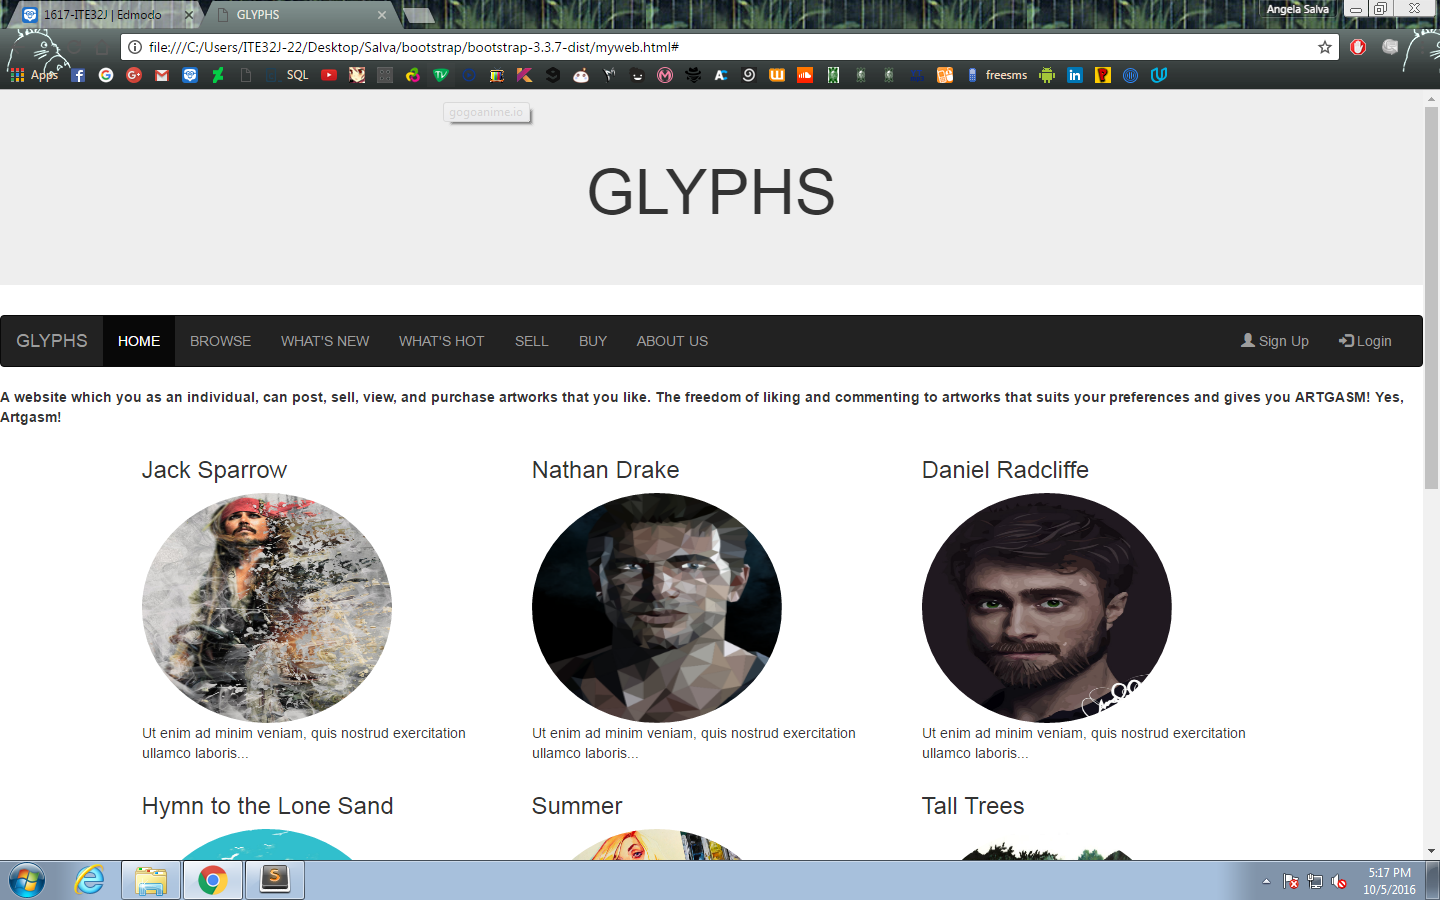 1617-ITE32J | Edmodo
GLYPHS
Angela Salva
file:///C:/Users/ITE32J-22/Desktop/Salva/bootstrap/bootstrap-3.3.7-dist/myweb.html#
Apps
SQL
freesms
gogoanime.io
GLYPHS
GLYPHS HOME BROWSE WHAT'S NEW WHAT'S HOT SELL BUY ABOUT US Sign Up Login
A website which you as an individual, can post, sell, view, and purchase artworks that you like. The freedom of liking and commenting to artworks that suits your preferences and gives you ARTGASM! Yes,
Artgasm!
Jack Sparrow
Ut enim ad minim veniam, quis nostrud exercitation
ullamco laboris...
Nathan Drake
Ut enim ad minim veniam, quis nostrud exercitation
ullamco laboris...
Daniel Radcliffe
Ut enim ad minim veniam, quis nostrud exercitation
ullamco laboris...
Hymn to the Lone Sand
Summer
Tall Trees
5:17 PM
10/5/2016